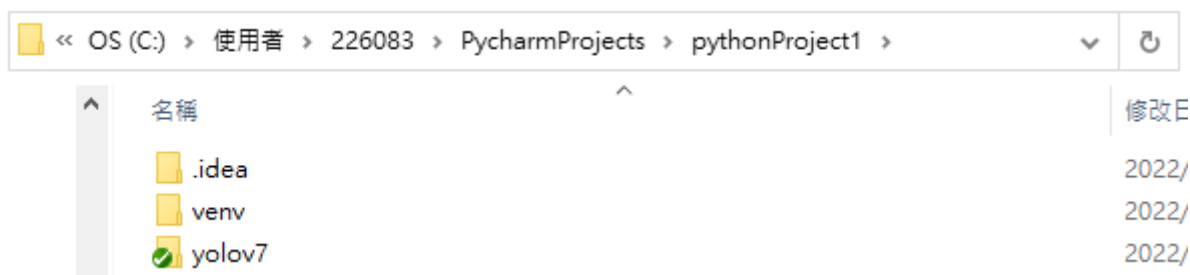 « OS (C:) > 使用者 > 226083 > PycharmProjects > pythonProject1 >
名稱 修改日
.idea 2022/
venv 2022/
yolov7 2022/